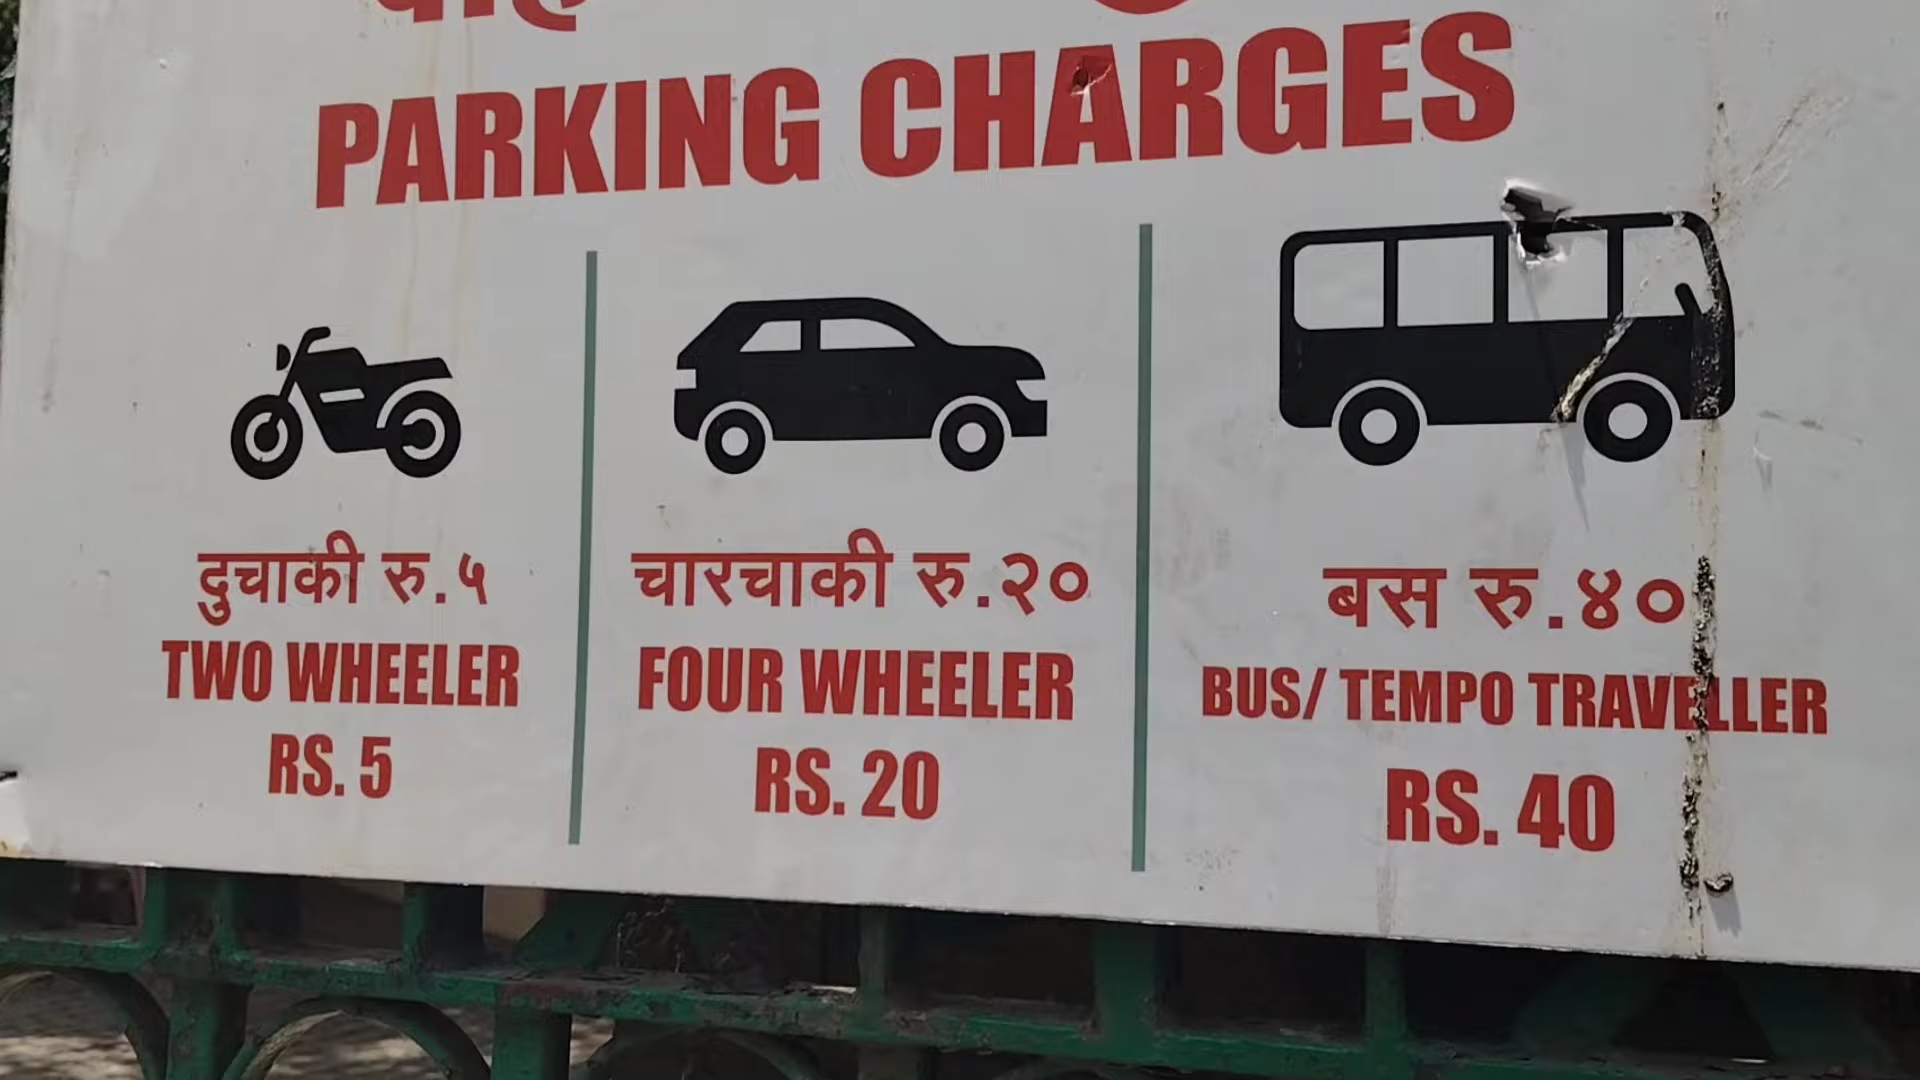 PARKING CHARGES
दुचाकी रु.५
TWO WHEELER
RS. 5
चारचाकी रु.२०
FOUR WHEELER
RS. 20
बस रु.४०
BUS/ TEMPO TRAVELLER
RS. 40